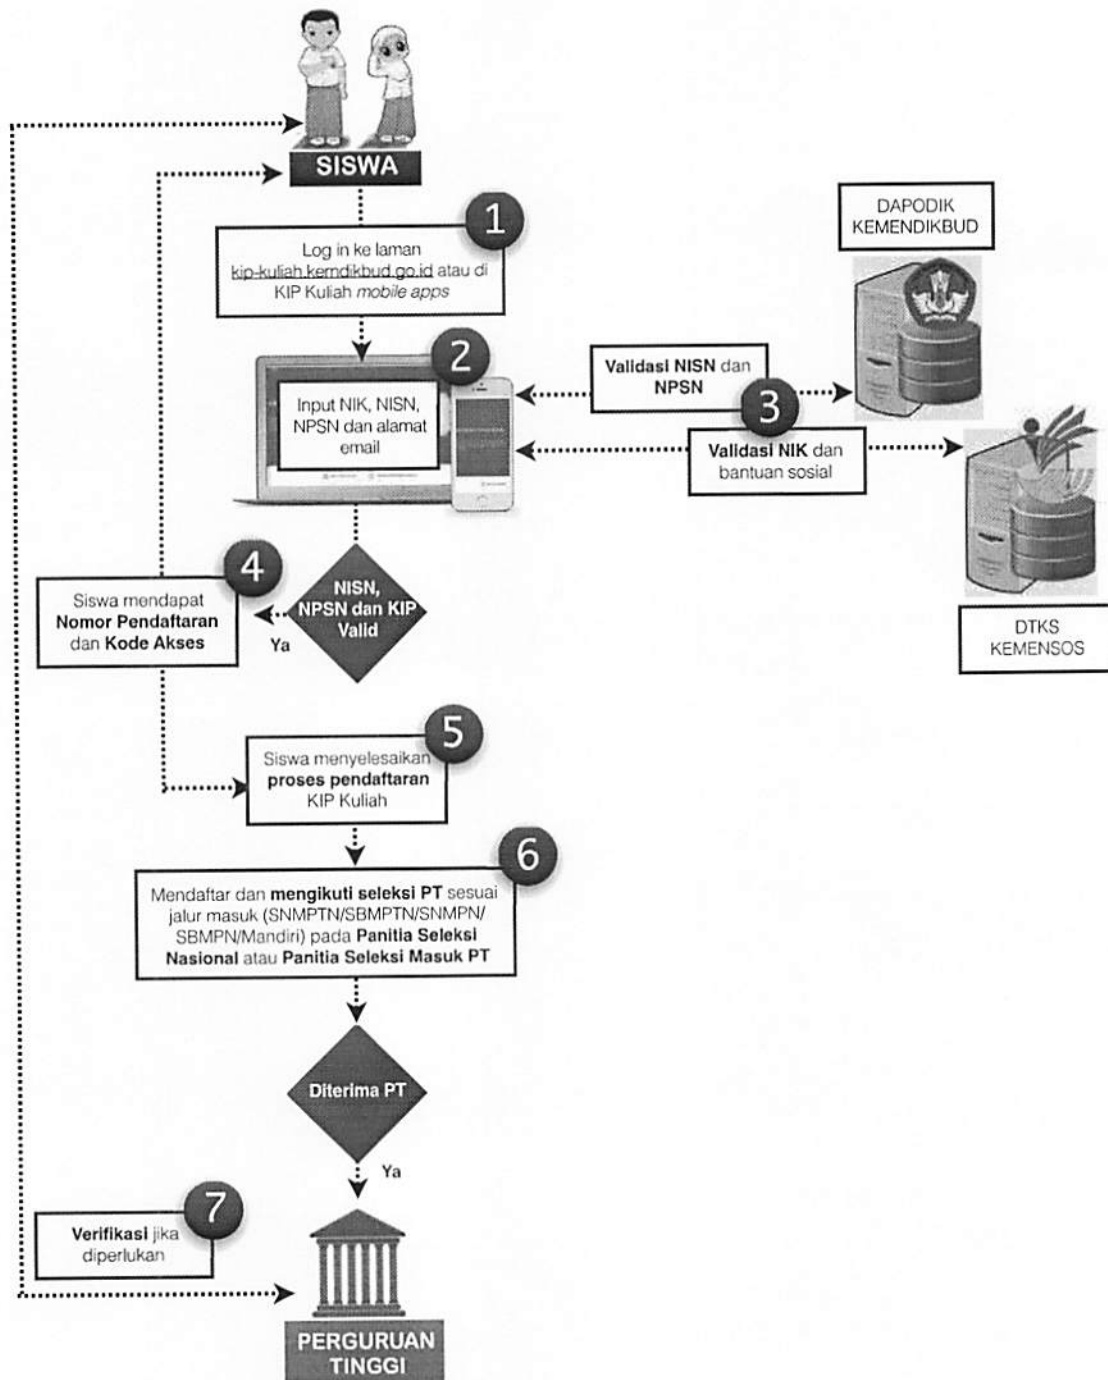 SISWA
1
Log in ke laman
kip-kuliah.kemdikbud.go.id atau di
KIP Kuliah mobile apps
DAPODIK
KEMENDIKBUD
2
Input NIK, NISN,
NPSN dan alamat
email
Validasi NISN dan
NPSN
3
Validasi NIK dan
bantuan sosial
DTKS
KEMENSOS
NISN,
NPSN dan KIP
Valid
Ya
4
Siswa mendapat
Nomor Pendaftaran
dan Kode Akses
5
Siswa menyelesaikan
proses pendaftaran
KIP Kuliah
6
Mendaftar dan mengikuti seleksi PT sesuai
jalur masuk (SNMPTN/SBMPTN/SNMPN/
SBMPN/Mandiri) pada Panitia Seleksi
Nasional atau Panitia Seleksi Masuk PT
Diterima PT
Ya
7
Verifikasi jika
diperlukan
PERGURUAN
TINGGI